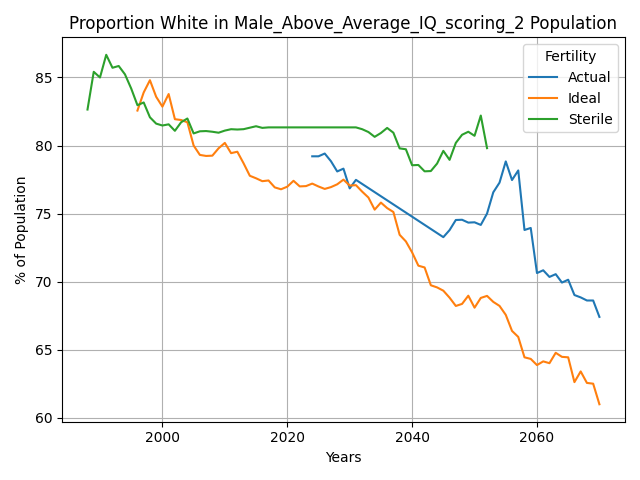 Proportion White in Male_Above_Average_IQ_scoring_2 Population
Fertility
Actual
Ideal
Sterile
% of Population
85
80
75
70
65
60
2000
2020
2040
2060
Years